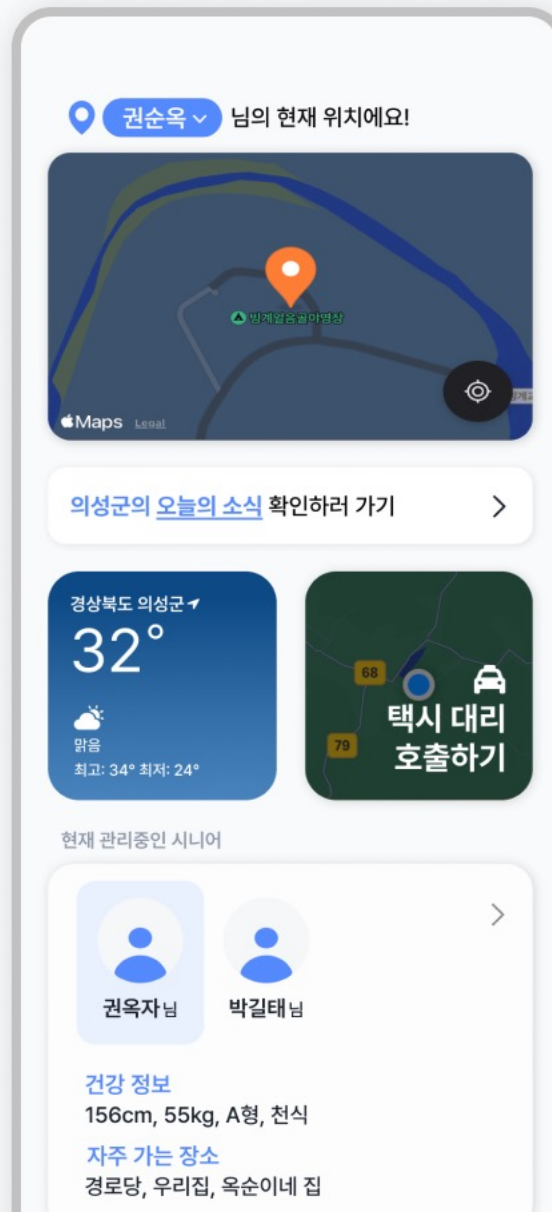 권순옥 님의 현재 위치에요!
빙계얼음골야영장
Maps Legal
의성군의 오늘의 소식 확인하러 가기
경상북도 의성군
32°
맑음
최고: 34° 최저: 24°
68
79
택시 대리
호출하기
현재 관리중인 시니어
권옥자님 박길태님
건강 정보
156cm, 55kg, A형, 천식
자주 가는 장소
경로당, 우리집, 옥순이네 집